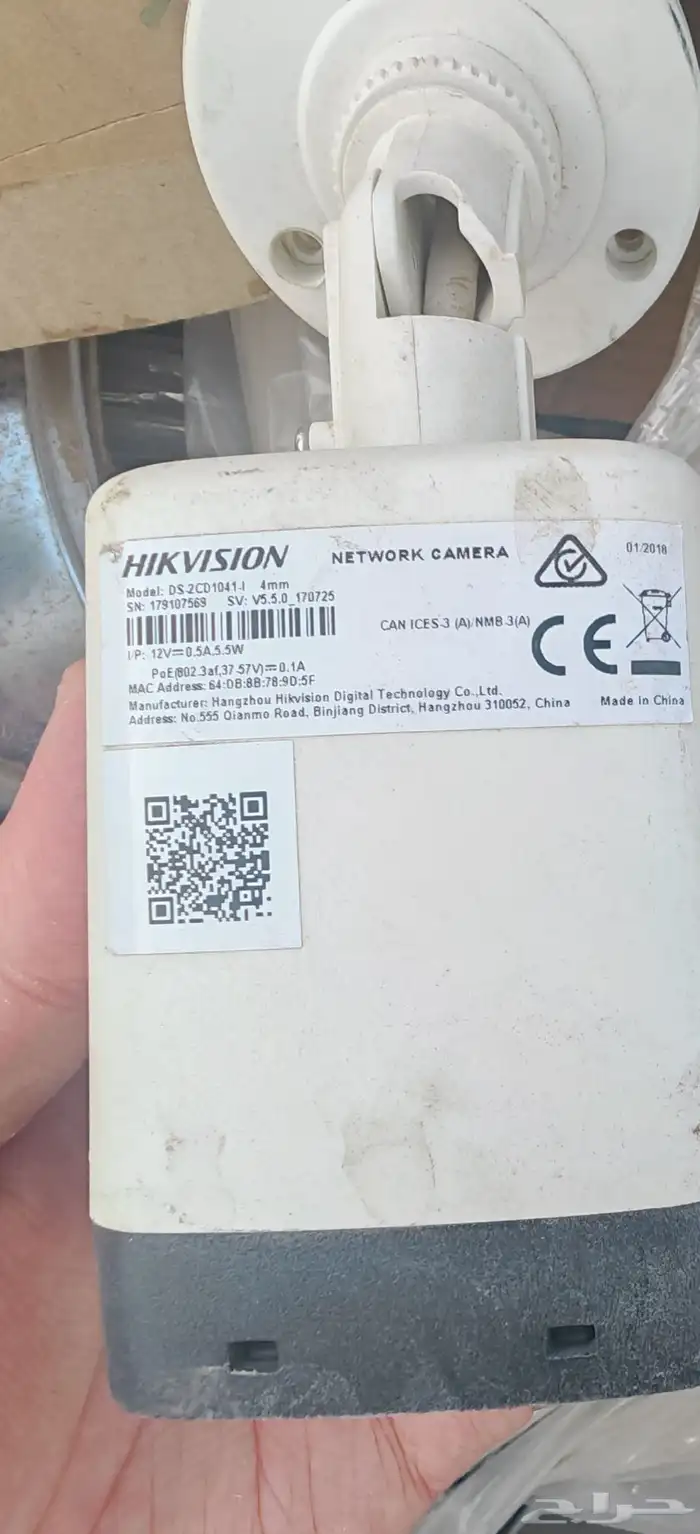 HIKVISION
NETWORK CAMERA
01/2018
Model: DS-2CD1041-I 4mm
SN: 179107569 SV: V5.5.0_170725
CAN ICES-3 (A)/NMB-3(A)
I/P: 12V⎓0.5A,5.5W
PoE(802.3af,37-57V)⎓0.1A
MAC Address: 64:DB:8B:78:9D:5F
CE
Manufacturer: Hangzhou Hikvision Digital Technology Co.,Ltd.
Address: No.555 Qianmo Road, Binjiang District, Hangzhou 310052, China
Made in China
حراج